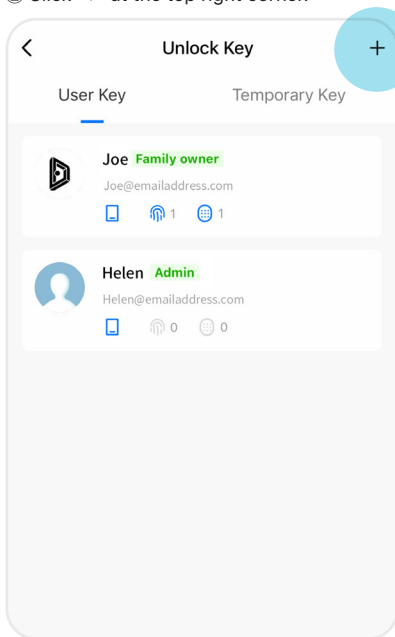 Click "+" at the top right corner.
Unlock Key
User Key
Temporary Key
Joe Family owner
Joe@emailaddress.com
1 1
Helen Admin
Helen@emailaddress.com
0 0